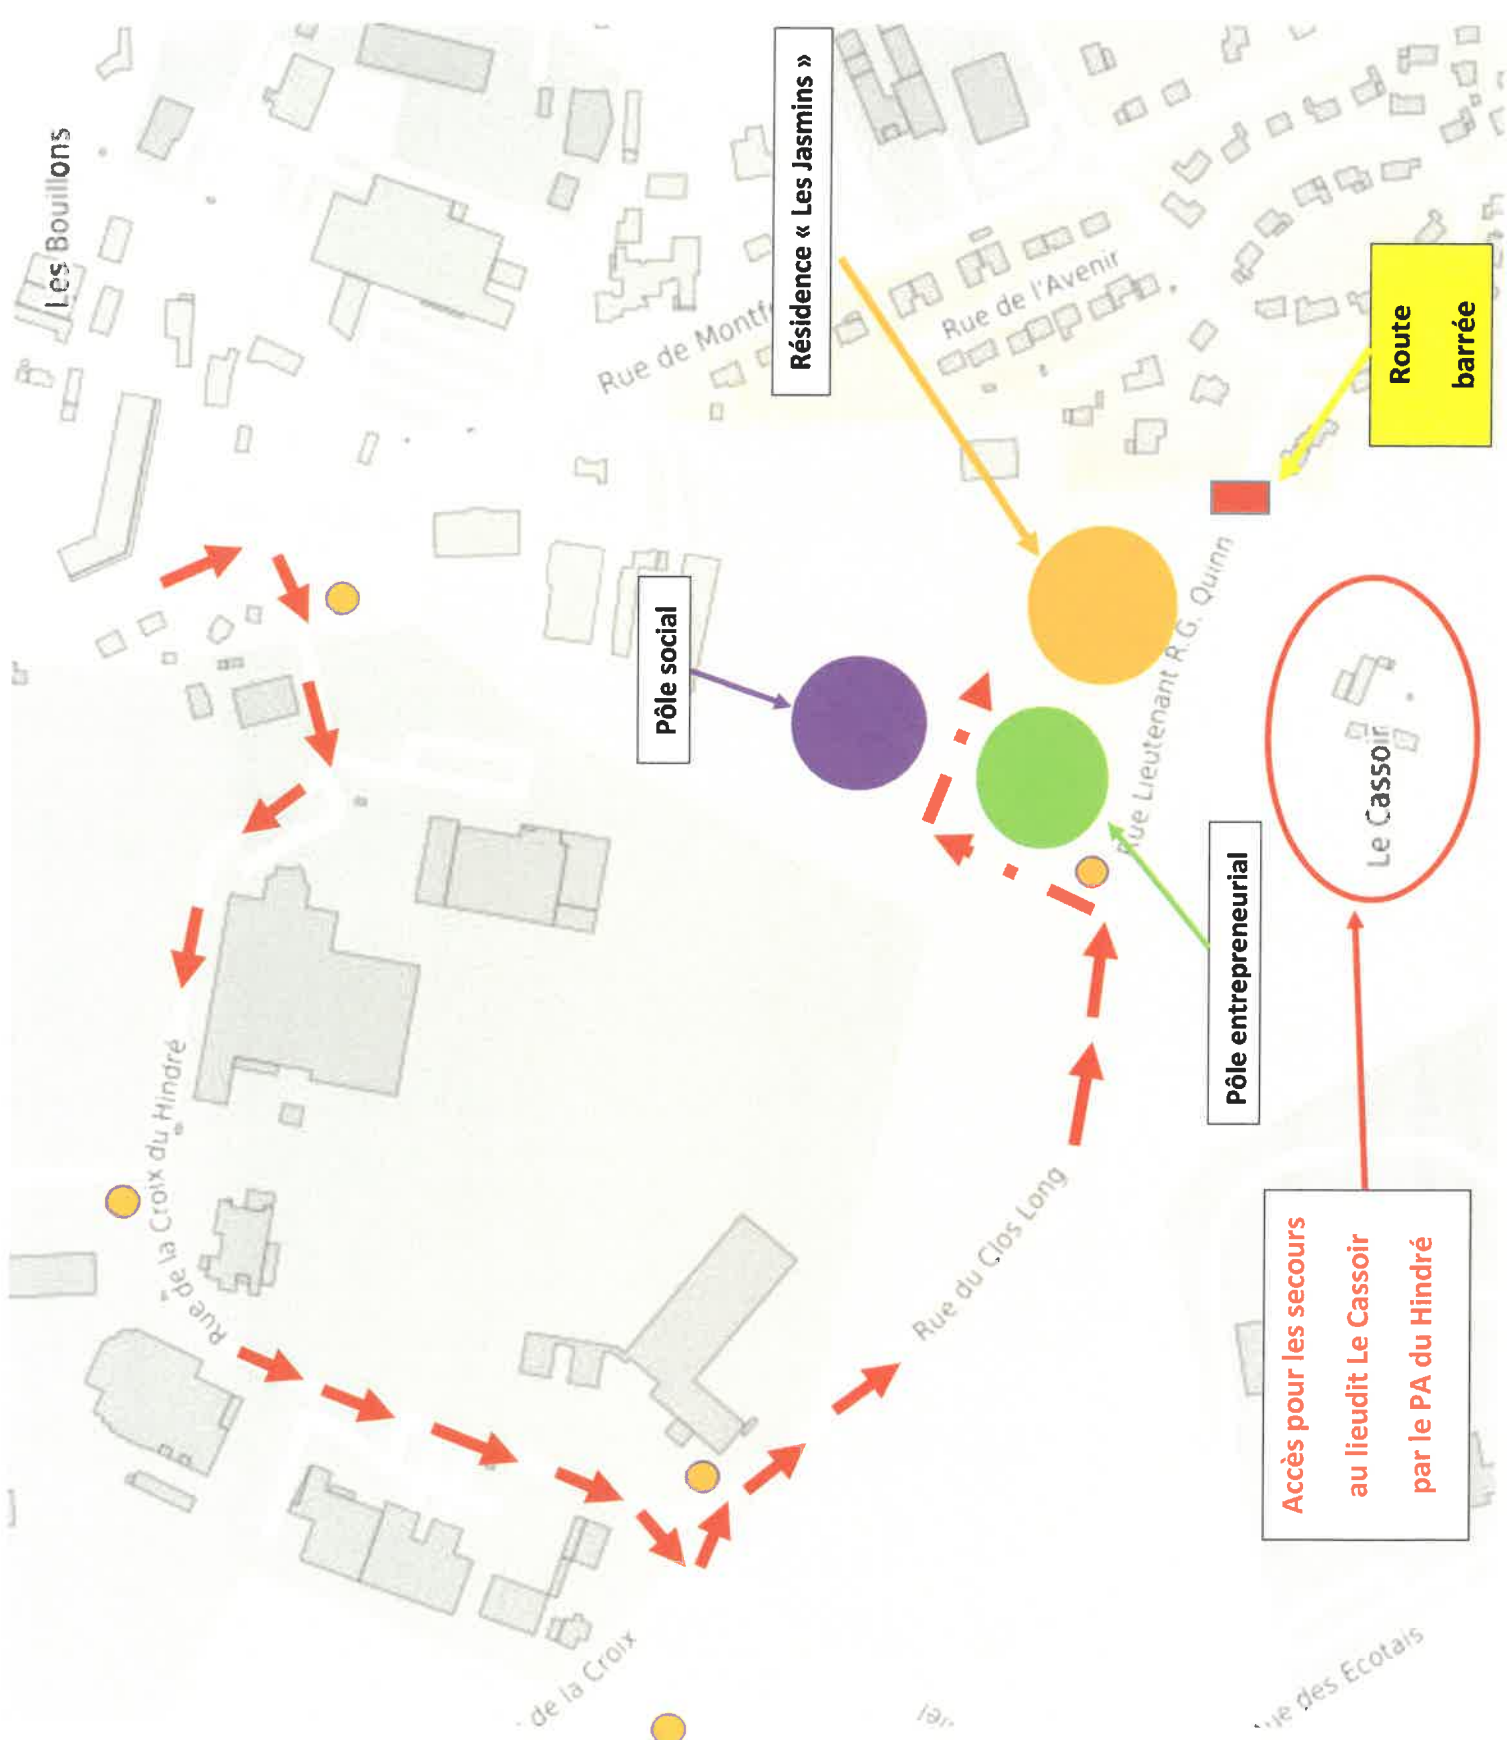 Les Bouillons
Résidence « Les Jasmins »
Rue de Montf
Rue de l'Avenir
Route
barrée
Pôle social
Rue Lieutenant R.G. Quinn
Le Cassoir
Pôle entrepreneurial
Rue de la Croix du Hindré
Rue du Clos Long
Accès pour les secours
au lieudit Le Cassoir
par le PA du Hindré
de la Croix
des Ecotais